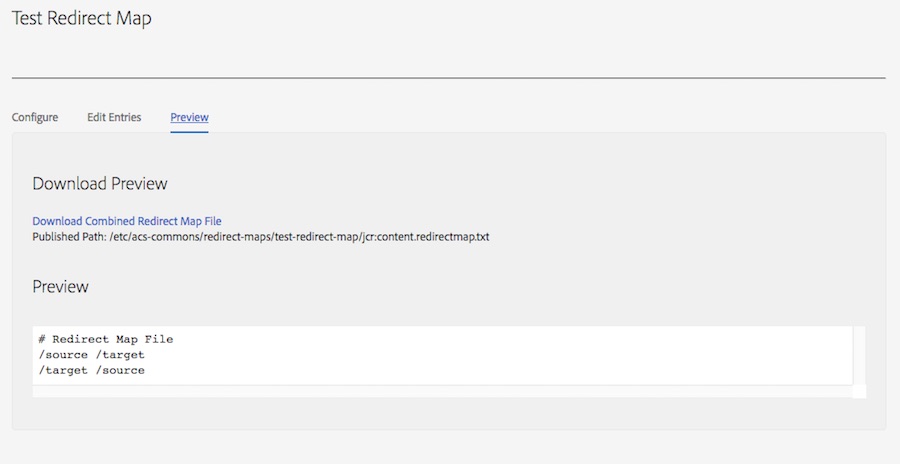 Test Redirect Map
Configure Edit Entries Preview
Download Preview
Download Combined Redirect Map File
Published Path: /etc/acs-commons/redirect-maps/test-redirect-map/jcr:content.redirectmap.txt
Preview
# Redirect Map File
/source /target
/target /source